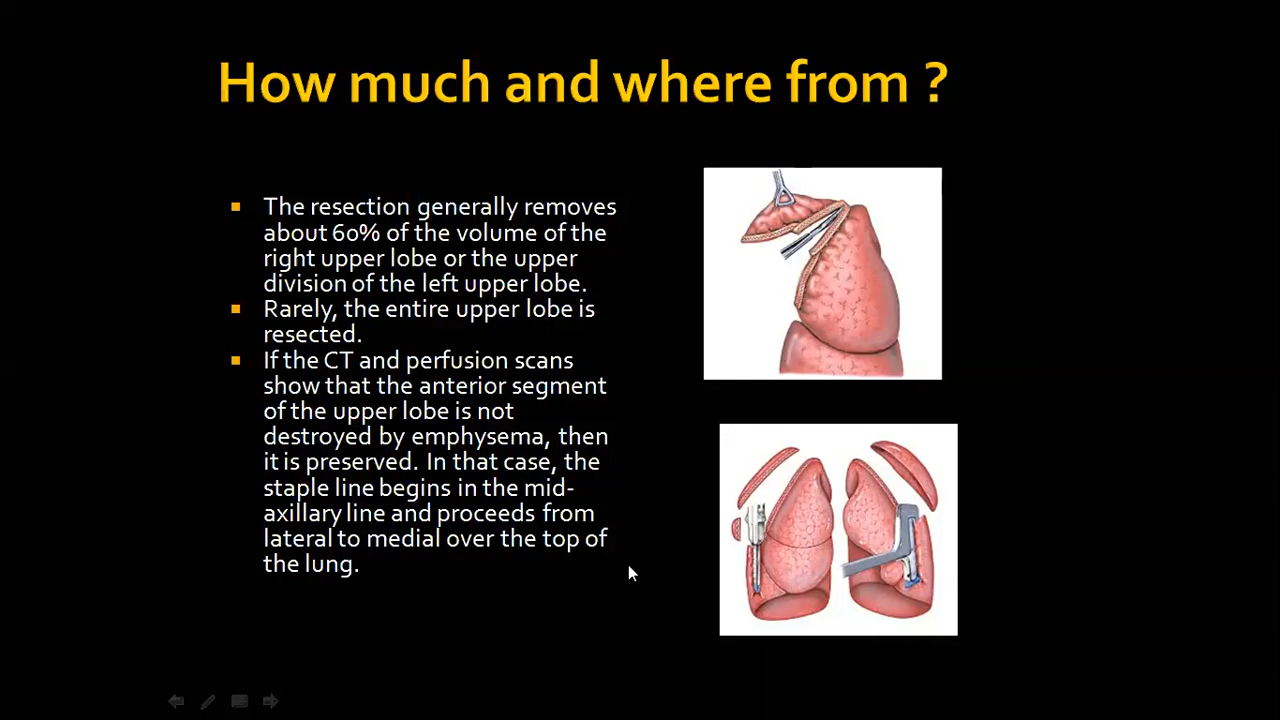 How much and where from ?
The resection generally removes
about 60% of the volume of the
right upper lobe or the upper
division of the left upper lobe.
Rarely, the entire upper lobe is
resected.
If the CT and perfusion scans
show that the anterior segment
of the upper lobe is not
destroyed by emphysema, then
it is preserved. In that case, the
staple line begins in the mid-
axillary line and proceeds from
lateral to medial over the top of
the lung.